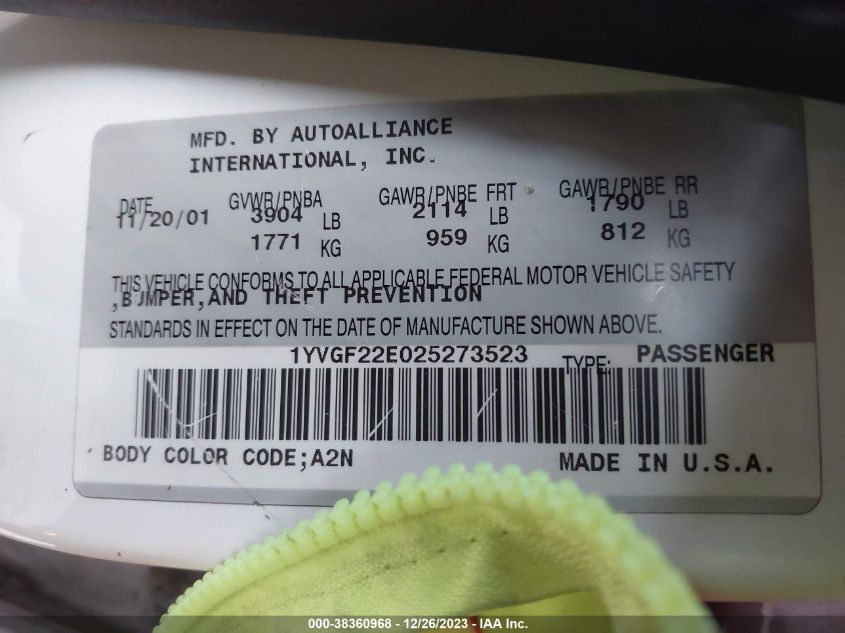 MFD. BY AUTOALLIANCE
INTERNATIONAL, INC.
DATE GVWR/PNBA GAWR/PNBE FRT GAWR/PNBE RR
11/20/01 3904 LB 2114 LB 1790 LB
1771 KG 959 KG 812 KG
THIS VEHICLE CONFORMS TO ALL APPLICABLE FEDERAL MOTOR VEHICLE SAFETY
,BUMPER,AND THEFT PREVENTION
STANDARDS IN EFFECT ON THE DATE OF MANUFACTURE SHOWN ABOVE.
1YVGF22E025273523 TYPE: PASSENGER
BODY COLOR CODE;A2N MADE IN U.S.A.
000-38360968 - 12/26/2023 - IAA Inc.